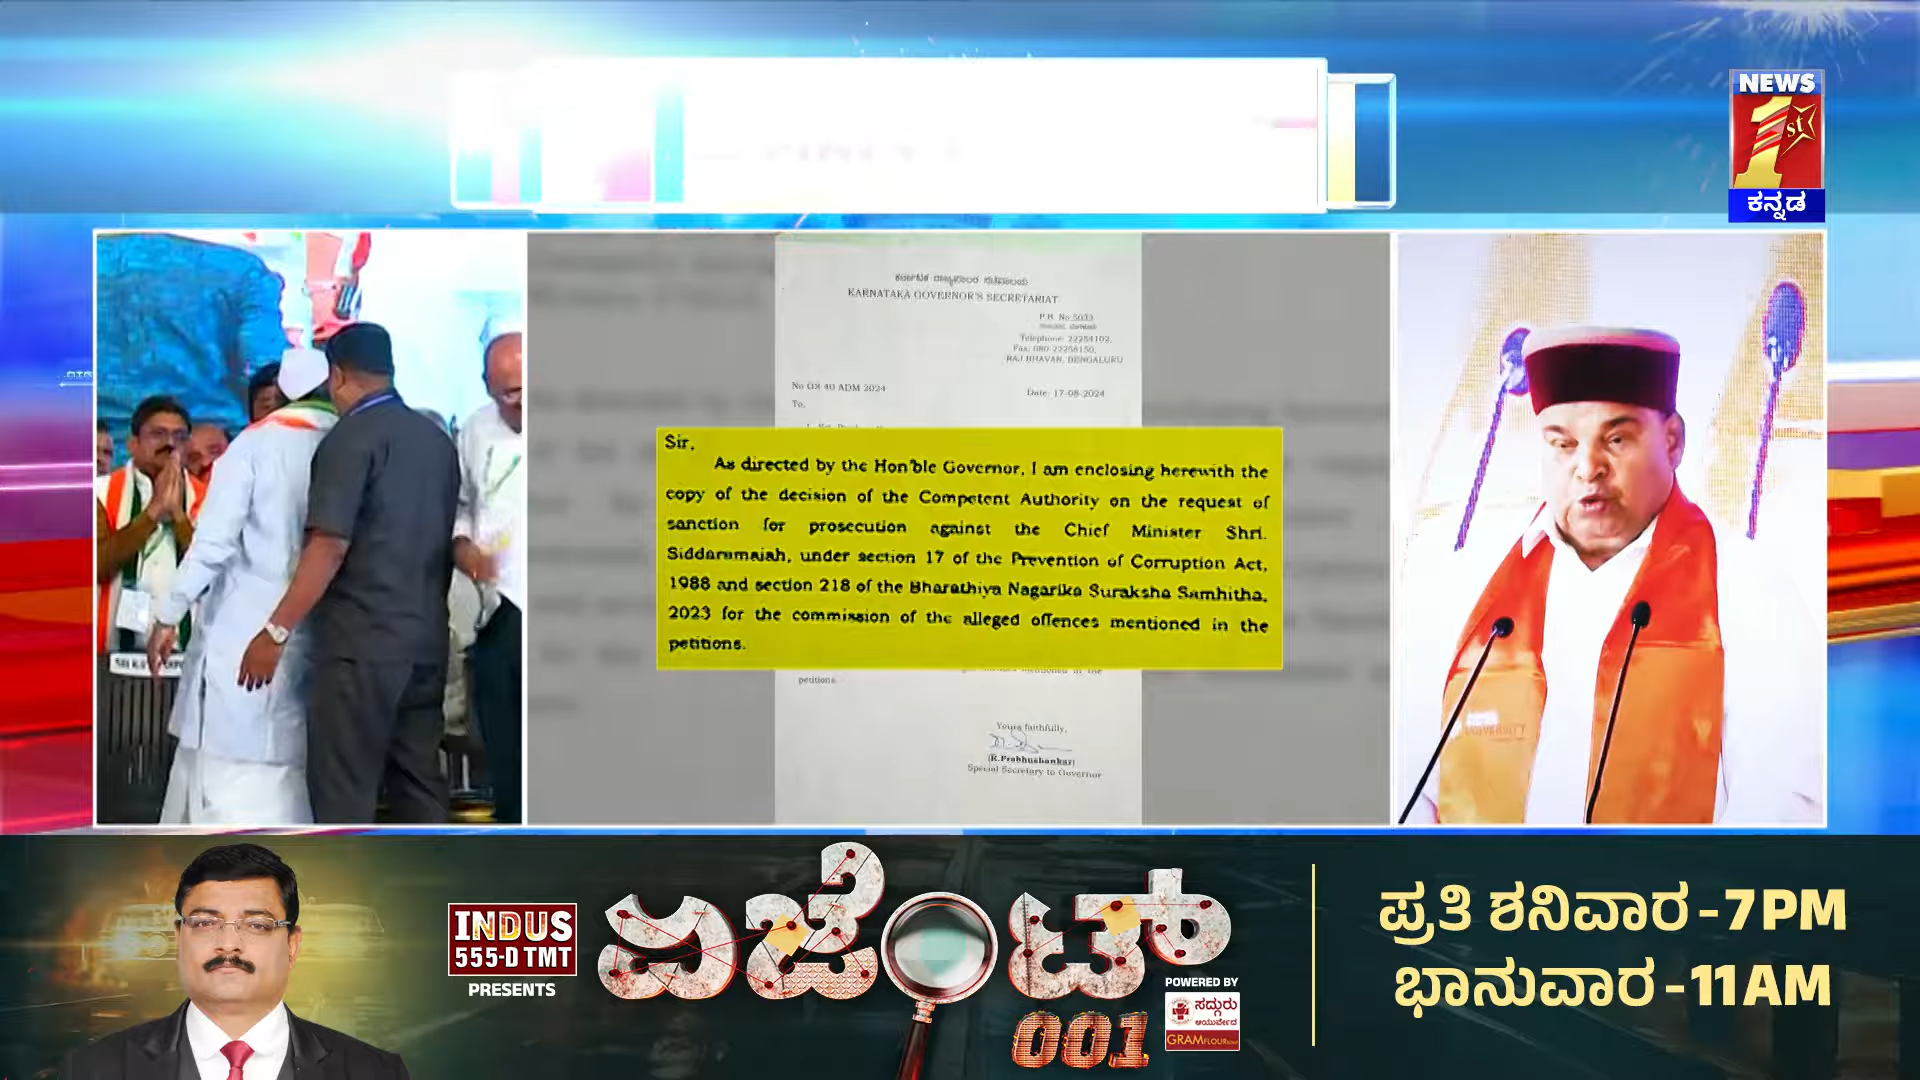 NEWS
1st
ಕನ್ನಡ
ಕರ್ನಾಟಕ ರಾಜ್ಯಪಾಲರ ಸಚಿವಾಲಯ
KARNATAKA GOVERNOR'S SECRETARIAT
P.B. No.5033
Telephone: 22254102,
Fax: 080-22258150,
RAJ BHAVAN, BENGALURU
No GS 40 ADM 2024
Date: 17-08-2024
To,
Sir,
As directed by the Hon'ble Governor, I am enclosing herewith the
copy of the decision of the Competent Authority on the request of
sanction for prosecution against the Chief Minister Shri.
Siddaramaiah, under section 17 of the Prevention of Corruption Act,
1988 and section 218 of the Bharathiya Nagarika Suraksha Samhitha,
2023 for the commission of the alleged offences mentioned in the
petitions.
petitions.
Yours faithfully,
(R.Prabhushankar)
Special Secretary to Governor
UNIVERSITY
INDUS
555-D TMT
PRESENTS
ಏಜೆಂಟ್
001
POWERED BY
ಸದ್ಗುರು
ಆಯುರ್ವೇದ
GRAMFLOUR
ಪ್ರತಿ ಶನಿವಾರ - 7PM
ಭಾನುವಾರ - 11AM